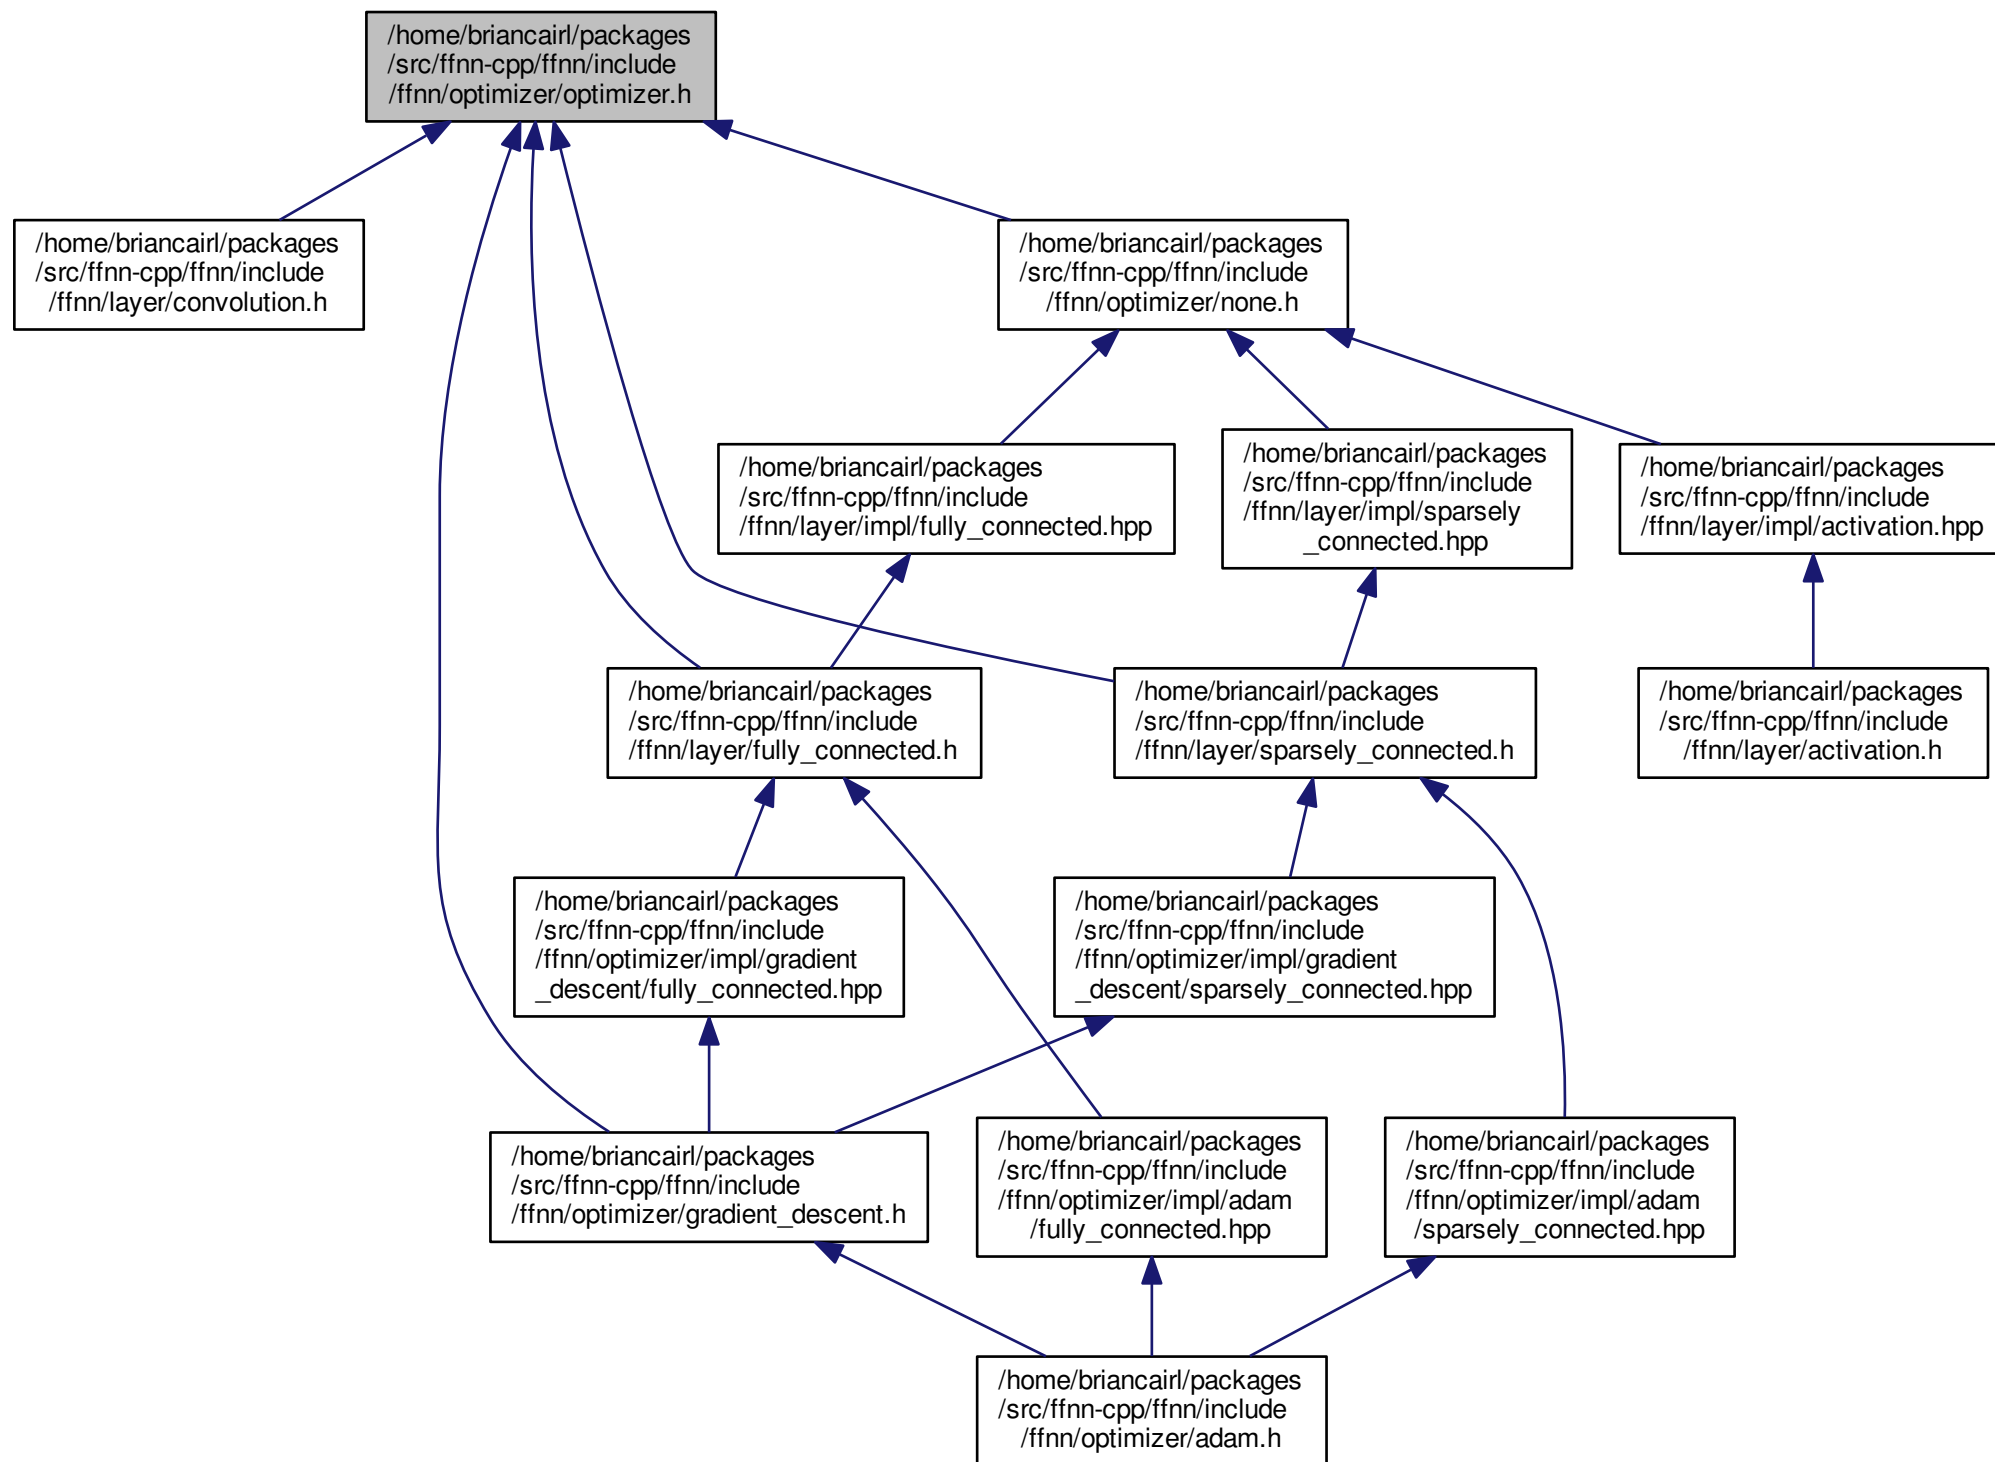 /home/briancairl/packages
/src/ffnn-cpp/ffnn/include
/ffnn/optimizer/optimizer.h
/home/briancairl/packages
/src/ffnn-cpp/ffnn/include
/ffnn/layer/convolution.h
/home/briancairl/packages
/src/ffnn-cpp/ffnn/include
/ffnn/optimizer/none.h
/home/briancairl/packages
/src/ffnn-cpp/ffnn/include
/ffnn/layer/impl/fully_connected.hpp
/home/briancairl/packages
/src/ffnn-cpp/ffnn/include
/ffnn/layer/impl/sparsely
_connected.hpp
/home/briancairl/packages
/src/ffnn-cpp/ffnn/include
/ffnn/layer/impl/activation.hpp
/home/briancairl/packages
/src/ffnn-cpp/ffnn/include
/ffnn/layer/fully_connected.h
/home/briancairl/packages
/src/ffnn-cpp/ffnn/include
/ffnn/layer/sparsely_connected.h
/home/briancairl/packages
/src/ffnn-cpp/ffnn/include
/ffnn/layer/activation.h
/home/briancairl/packages
/src/ffnn-cpp/ffnn/include
/ffnn/optimizer/impl/gradient
_descent/fully_connected.hpp
/home/briancairl/packages
/src/ffnn-cpp/ffnn/include
/ffnn/optimizer/impl/gradient
_descent/sparsely_connected.hpp
/home/briancairl/packages
/src/ffnn-cpp/ffnn/include
/ffnn/optimizer/gradient_descent.h
/home/briancairl/packages
/src/ffnn-cpp/ffnn/include
/ffnn/optimizer/impl/adam
/fully_connected.hpp
/home/briancairl/packages
/src/ffnn-cpp/ffnn/include
/ffnn/optimizer/impl/adam
/sparsely_connected.hpp
/home/briancairl/packages
/src/ffnn-cpp/ffnn/include
/ffnn/optimizer/adam.h